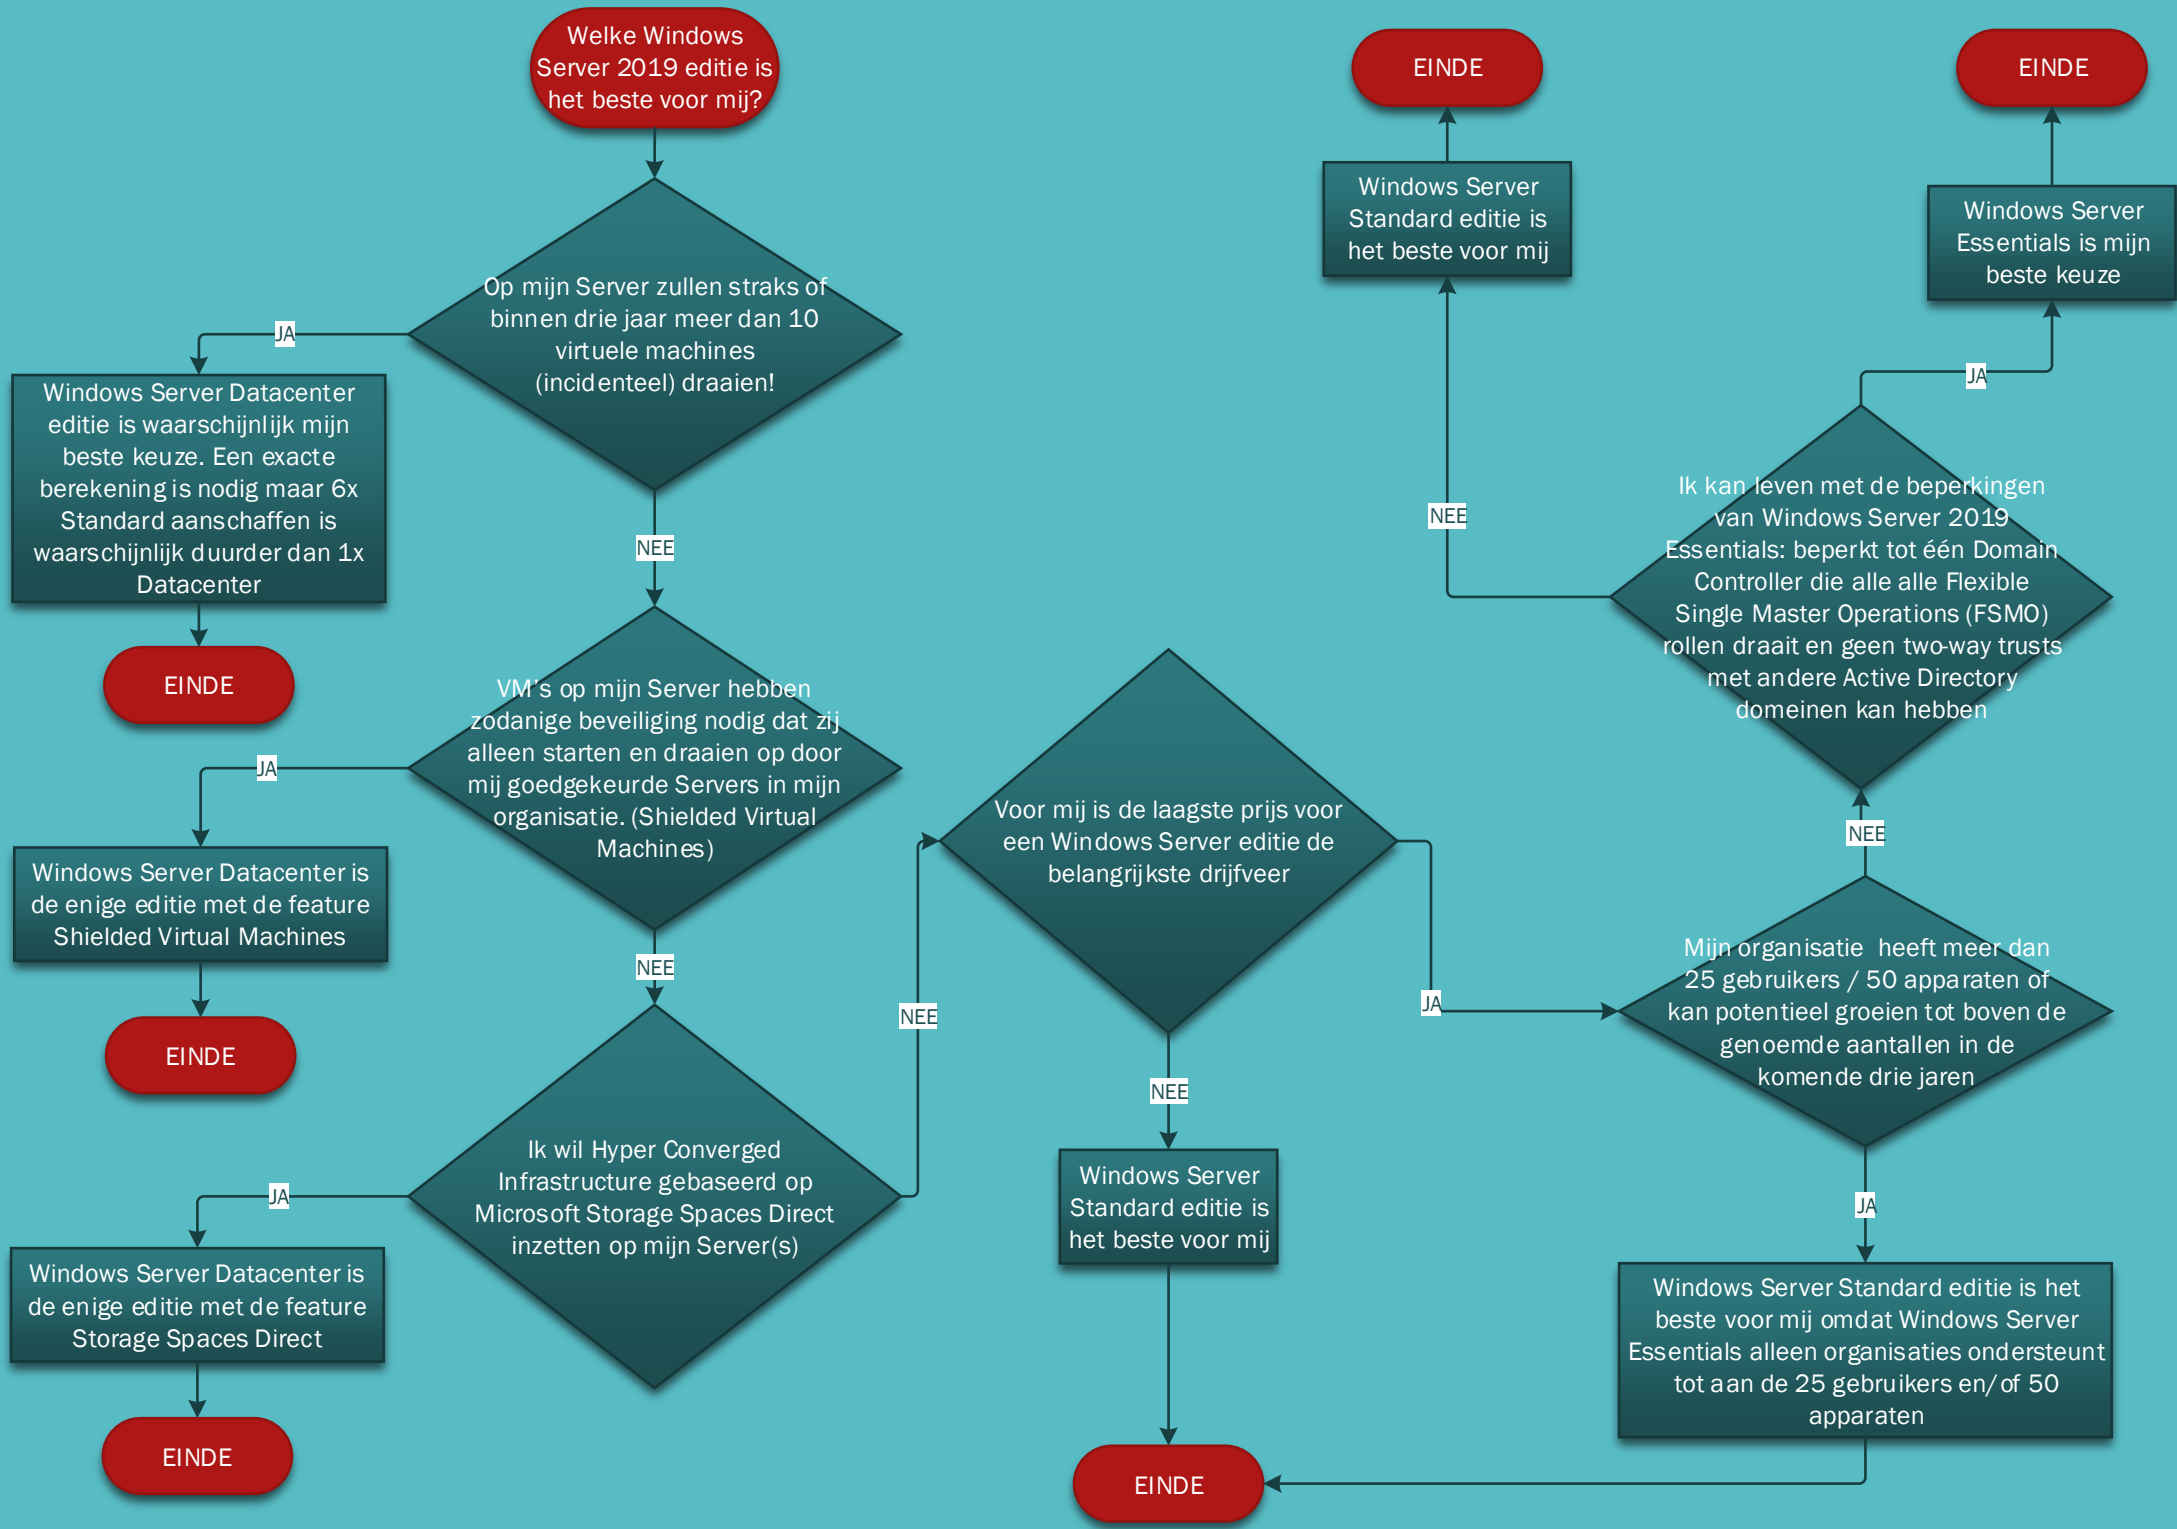 Welke Windows
Server 2019 editie is
het beste voor mij?
Op mijn Server zullen straks of
binnen drie jaar meer dan 10
virtuele machines
(incidenteel) draaien!
JA
Windows Server Datacenter
editie is waarschijnlijk mijn
beste keuze. Een exacte
berekening is nodig maar 6x
Standard aanschaffen is
waarschijnlijk duurder dan 1x
Datacenter
EINDE
NEE
VM's op mijn Server hebben
zodanige beveiliging nodig dat zij
alleen starten en draaien op door
mij goedgekeurde Servers in mijn
organisatie. (Shielded Virtual
Machines)
JA
Windows Server Datacenter is
de enige editie met de feature
Shielded Virtual Machines
EINDE
NEE
Ik wil Hyper Converged
Infrastructure gebaseerd op
Microsoft Storage Spaces Direct
inzetten op mijn Server(s)
JA
Windows Server Datacenter is
de enige editie met de feature
Storage Spaces Direct
EINDE
NEE
Voor mij is de laagste prijs voor
een Windows Server editie de
belangrijkste drijfveer
NEE
Windows Server
Standard editie is
het beste voor mij
EINDE
JA
Mijn organisatie  heeft meer dan
25 gebruikers / 50 apparaten of
kan potentieel groeien tot boven de
genoemde aantallen in de
komende drie jaren
JA
Windows Server Standard editie is het
beste voor mij omdat Windows Server
Essentials alleen organisaties ondersteunt
tot aan de 25 gebruikers en/of 50
apparaten
NEE
Ik kan leven met de beperkingen
van Windows Server 2019
Essentials: beperkt tot één Domain
Controller die alle alle Flexible
Single Master Operations (FSMO)
rollen draait en geen two-way trusts
met andere Active Directory
domeinen kan hebben
NEE
Windows Server
Standard editie is
het beste voor mij
EINDE
JA
Windows Server
Essentials is mijn
beste keuze
EINDE